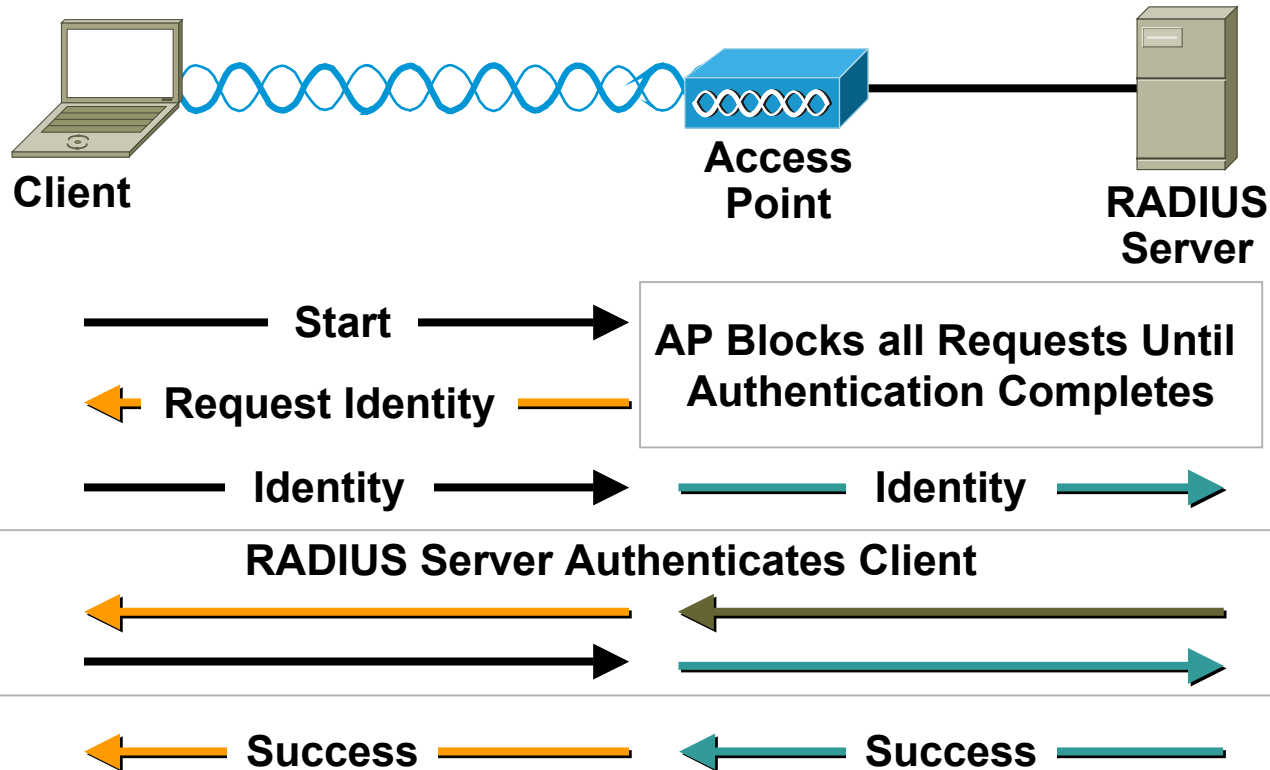 Client
Access
Point
RADIUS
Server
Start
AP Blocks all Requests Until
Authentication Completes
Request Identity
Identity
Identity
RADIUS Server Authenticates Client
Success
Success